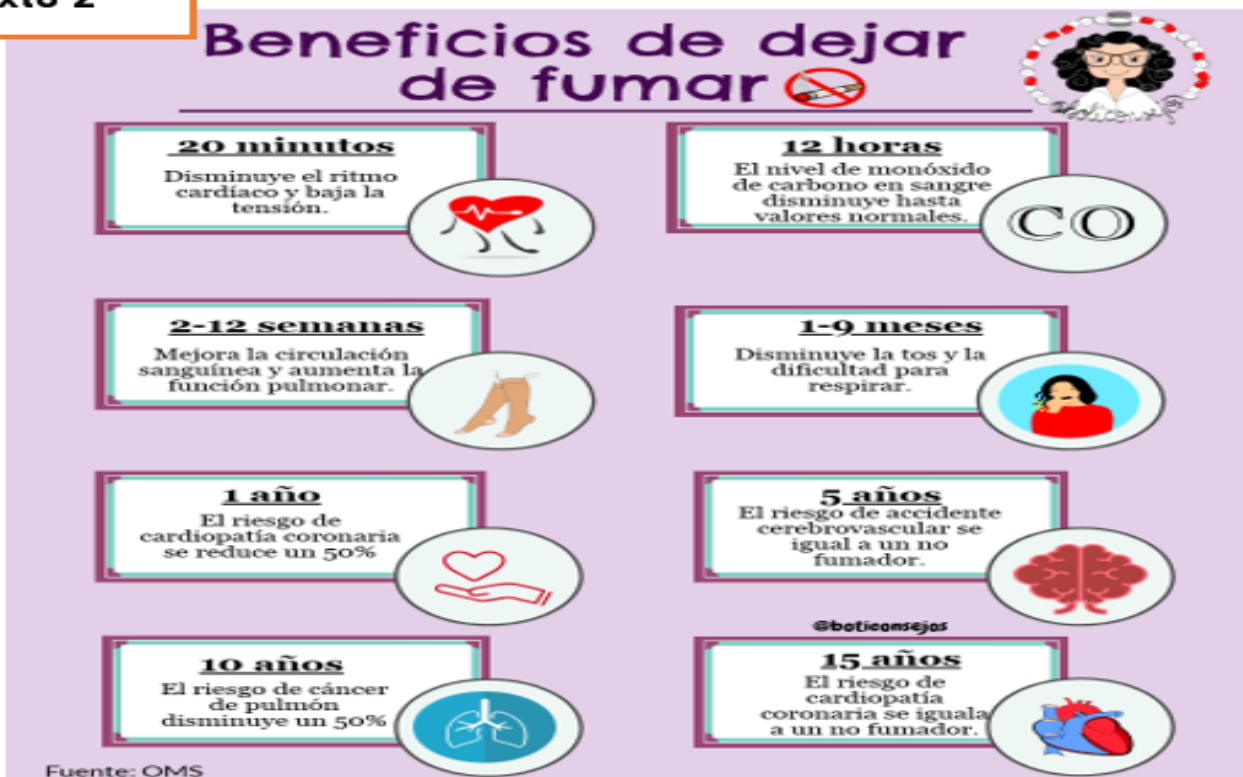 Beneficios de dejar
de fumar
20 minutos
Disminuye el ritmo
cardíaco y baja la
tensión.
12 horas
El nivel de monóxido
de carbono en sangre
disminuye hasta
valores normales.
CO
2-12 semanas
Mejora la circulación
sanguínea y aumenta la
función pulmonar.
1-9 meses
Disminuye la tos y la
dificultad para
respirar.
1 año
El riesgo de
cardiopatía coronaria
se reduce un 50%
5 años
El riesgo de accidente
cerebrovascular se
igual a un no
fumador.
@boticonsejos
10 años
El riesgo de cáncer
de pulmón
disminuye un 50%
15 años
El riesgo de
cardiopatía
coronaria se iguala
a un no fumador.
Fuente: OMS